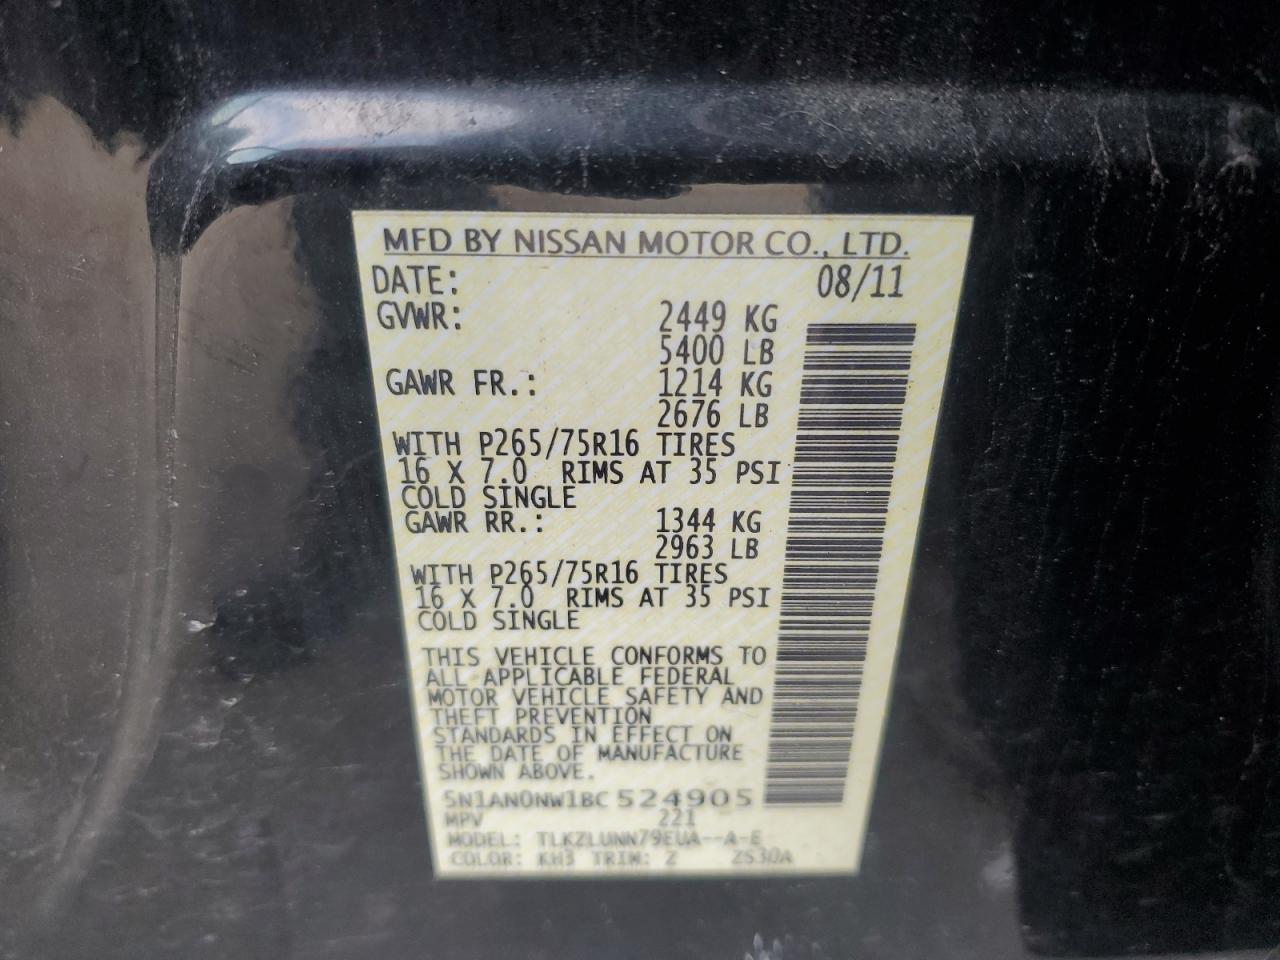 MFD BY NISSAN MOTOR CO., LTD.
DATE: 08/11
GVWR: 2449 KG
5400 LB
GAWR FR.: 1214 KG
2676 LB
WITH P265/75R16 TIRES
16 X 7.0 RIMS AT 35 PSI
COLD SINGLE
GAWR RR.: 1344 KG
2963 LB
WITH P265/75R16 TIRES
16 X 7.0 RIMS AT 35 PSI
COLD SINGLE
THIS VEHICLE CONFORMS TO
ALL APPLICABLE FEDERAL
MOTOR VEHICLE SAFETY AND
THEFT PREVENTION
STANDARDS IN EFFECT ON
THE DATE OF MANUFACTURE
SHOWN ABOVE.
5N1AN0NW1BC524905
MPV 221
MODEL: TLKZLUNN79EUA--A-E
COLOR: KH3 TRIM: Z ZS30A